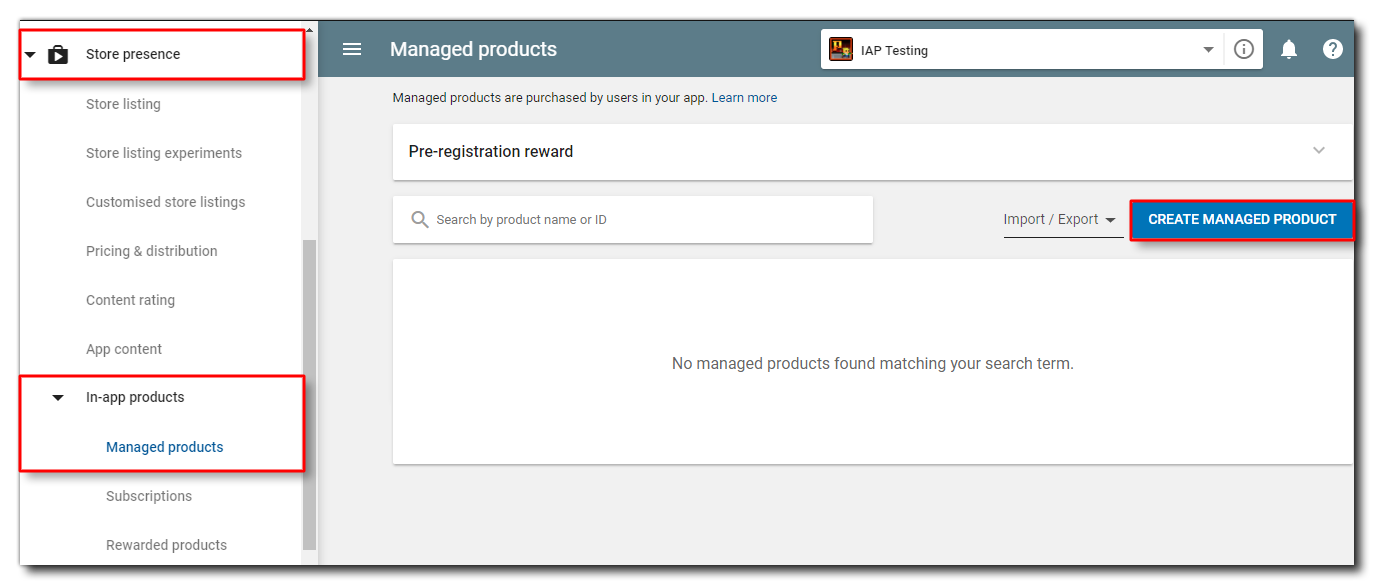 Store presence
Store listing
Store listing experiments
Customised store listings
Pricing & distribution
Content rating
App content
In-app products
Managed products
Subscriptions
Rewarded products
Managed products
IAP Testing
Managed products are purchased by users in your app. Learn more
Pre-registration reward
Search by product name or ID
Import / Export
CREATE MANAGED PRODUCT
No managed products found matching your search term.